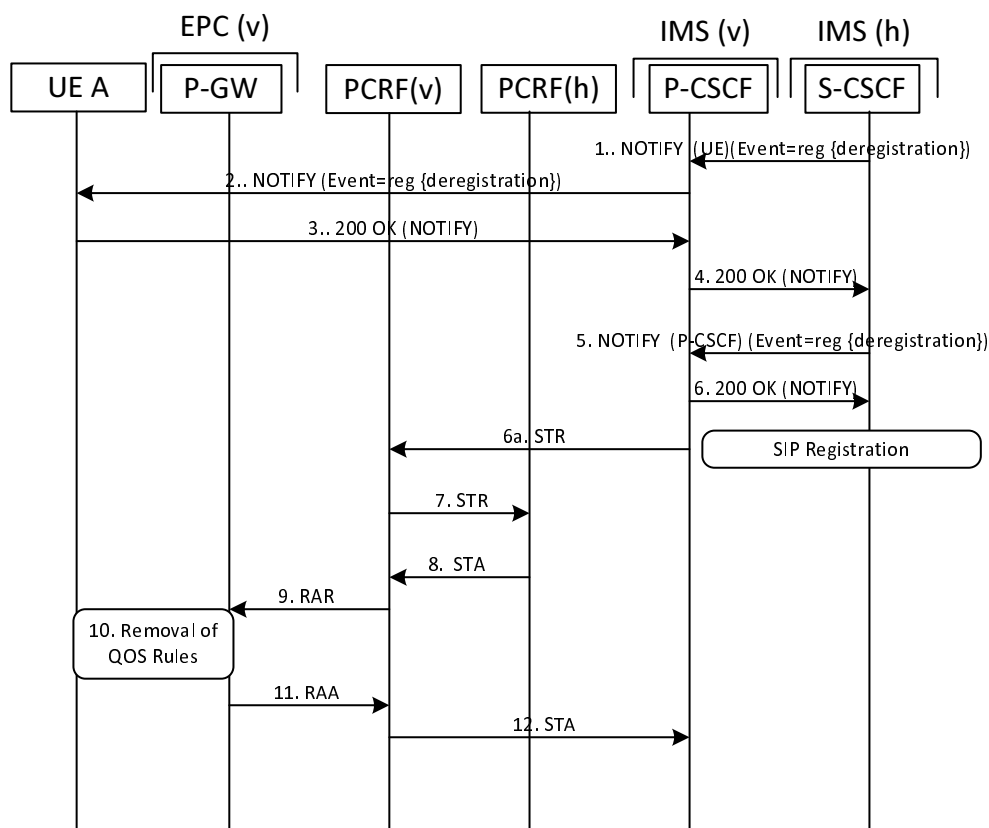 EPC (v)
IMS (v)
IMS (h)
UE A
P-GW
PCRF(v)
PCRF(h)
P-CSCF
S-CSCF
1.. NOTIFY (UE)(Event=reg {deregistration})
2.. NOTIFY (Event=reg {deregistration})
3.. 200 OK (NOTIFY)
4. 200 OK (NOTIFY)
5. NOTIFY (P-CSCF) (Event=reg {deregistration})
6. 200 OK (NOTIFY)
6a. STR
SIP Registration
7. STR
8. STA
9. RAR
10. Removal of
QOS Rules
11. RAA
12. STA